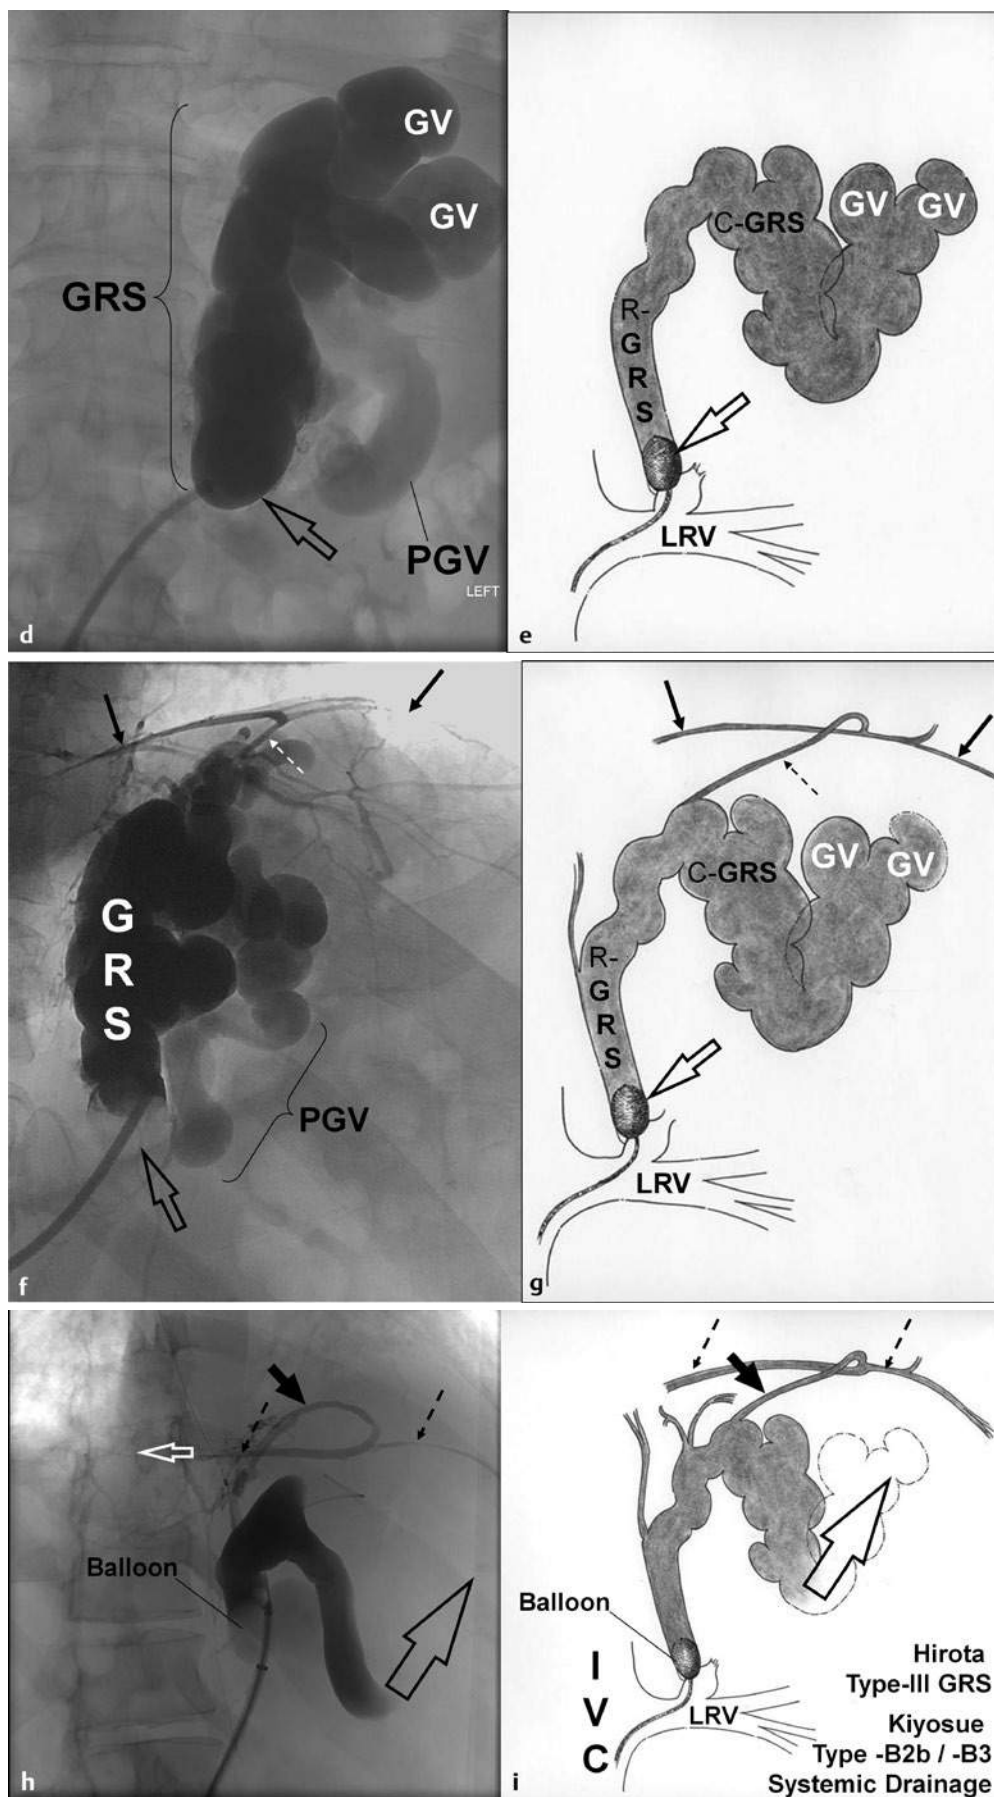 GV
GV
GRS
PGV
LEFT
d
C-GRS
GV
GV
R-
G
R
S
LRV
e
G
R
S
PGV
f
C-GRS
GV
GV
R-
G
R
S
LRV
g
Balloon
h
Balloon
I
V
C
LRV
Hirota
Type-III GRS
Kiyosue
Type -B2b / -B3
Systemic Drainage
i